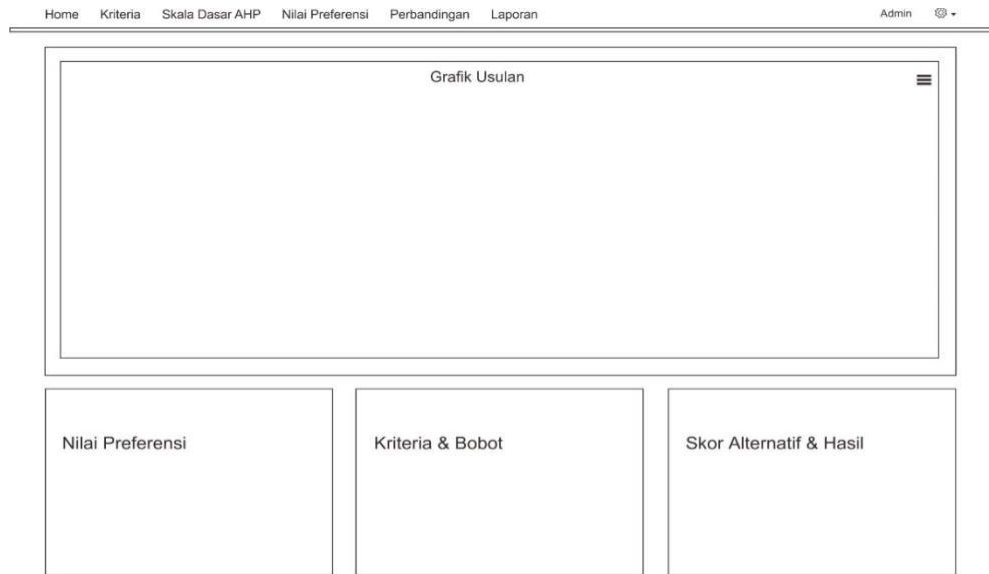 Home Kriteria Skala Dasar AHP Nilai Preferensi Perbandingan Laporan Admin
Grafik Usulan
Nilai Preferensi Kriteria & Bobot Skor Alternatif & Hasil